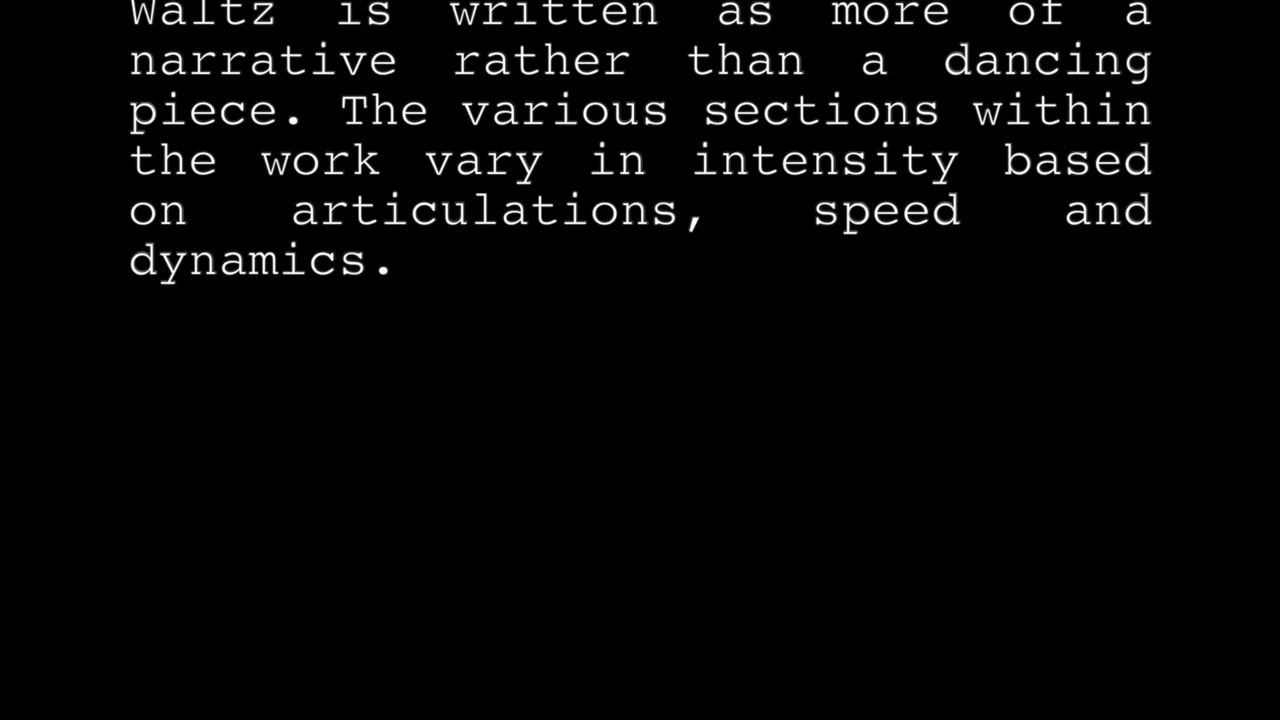 Waltz is written as more of a
narrative rather than a dancing
piece. The various sections within
the work vary in intensity based
on articulations, speed and
dynamics.